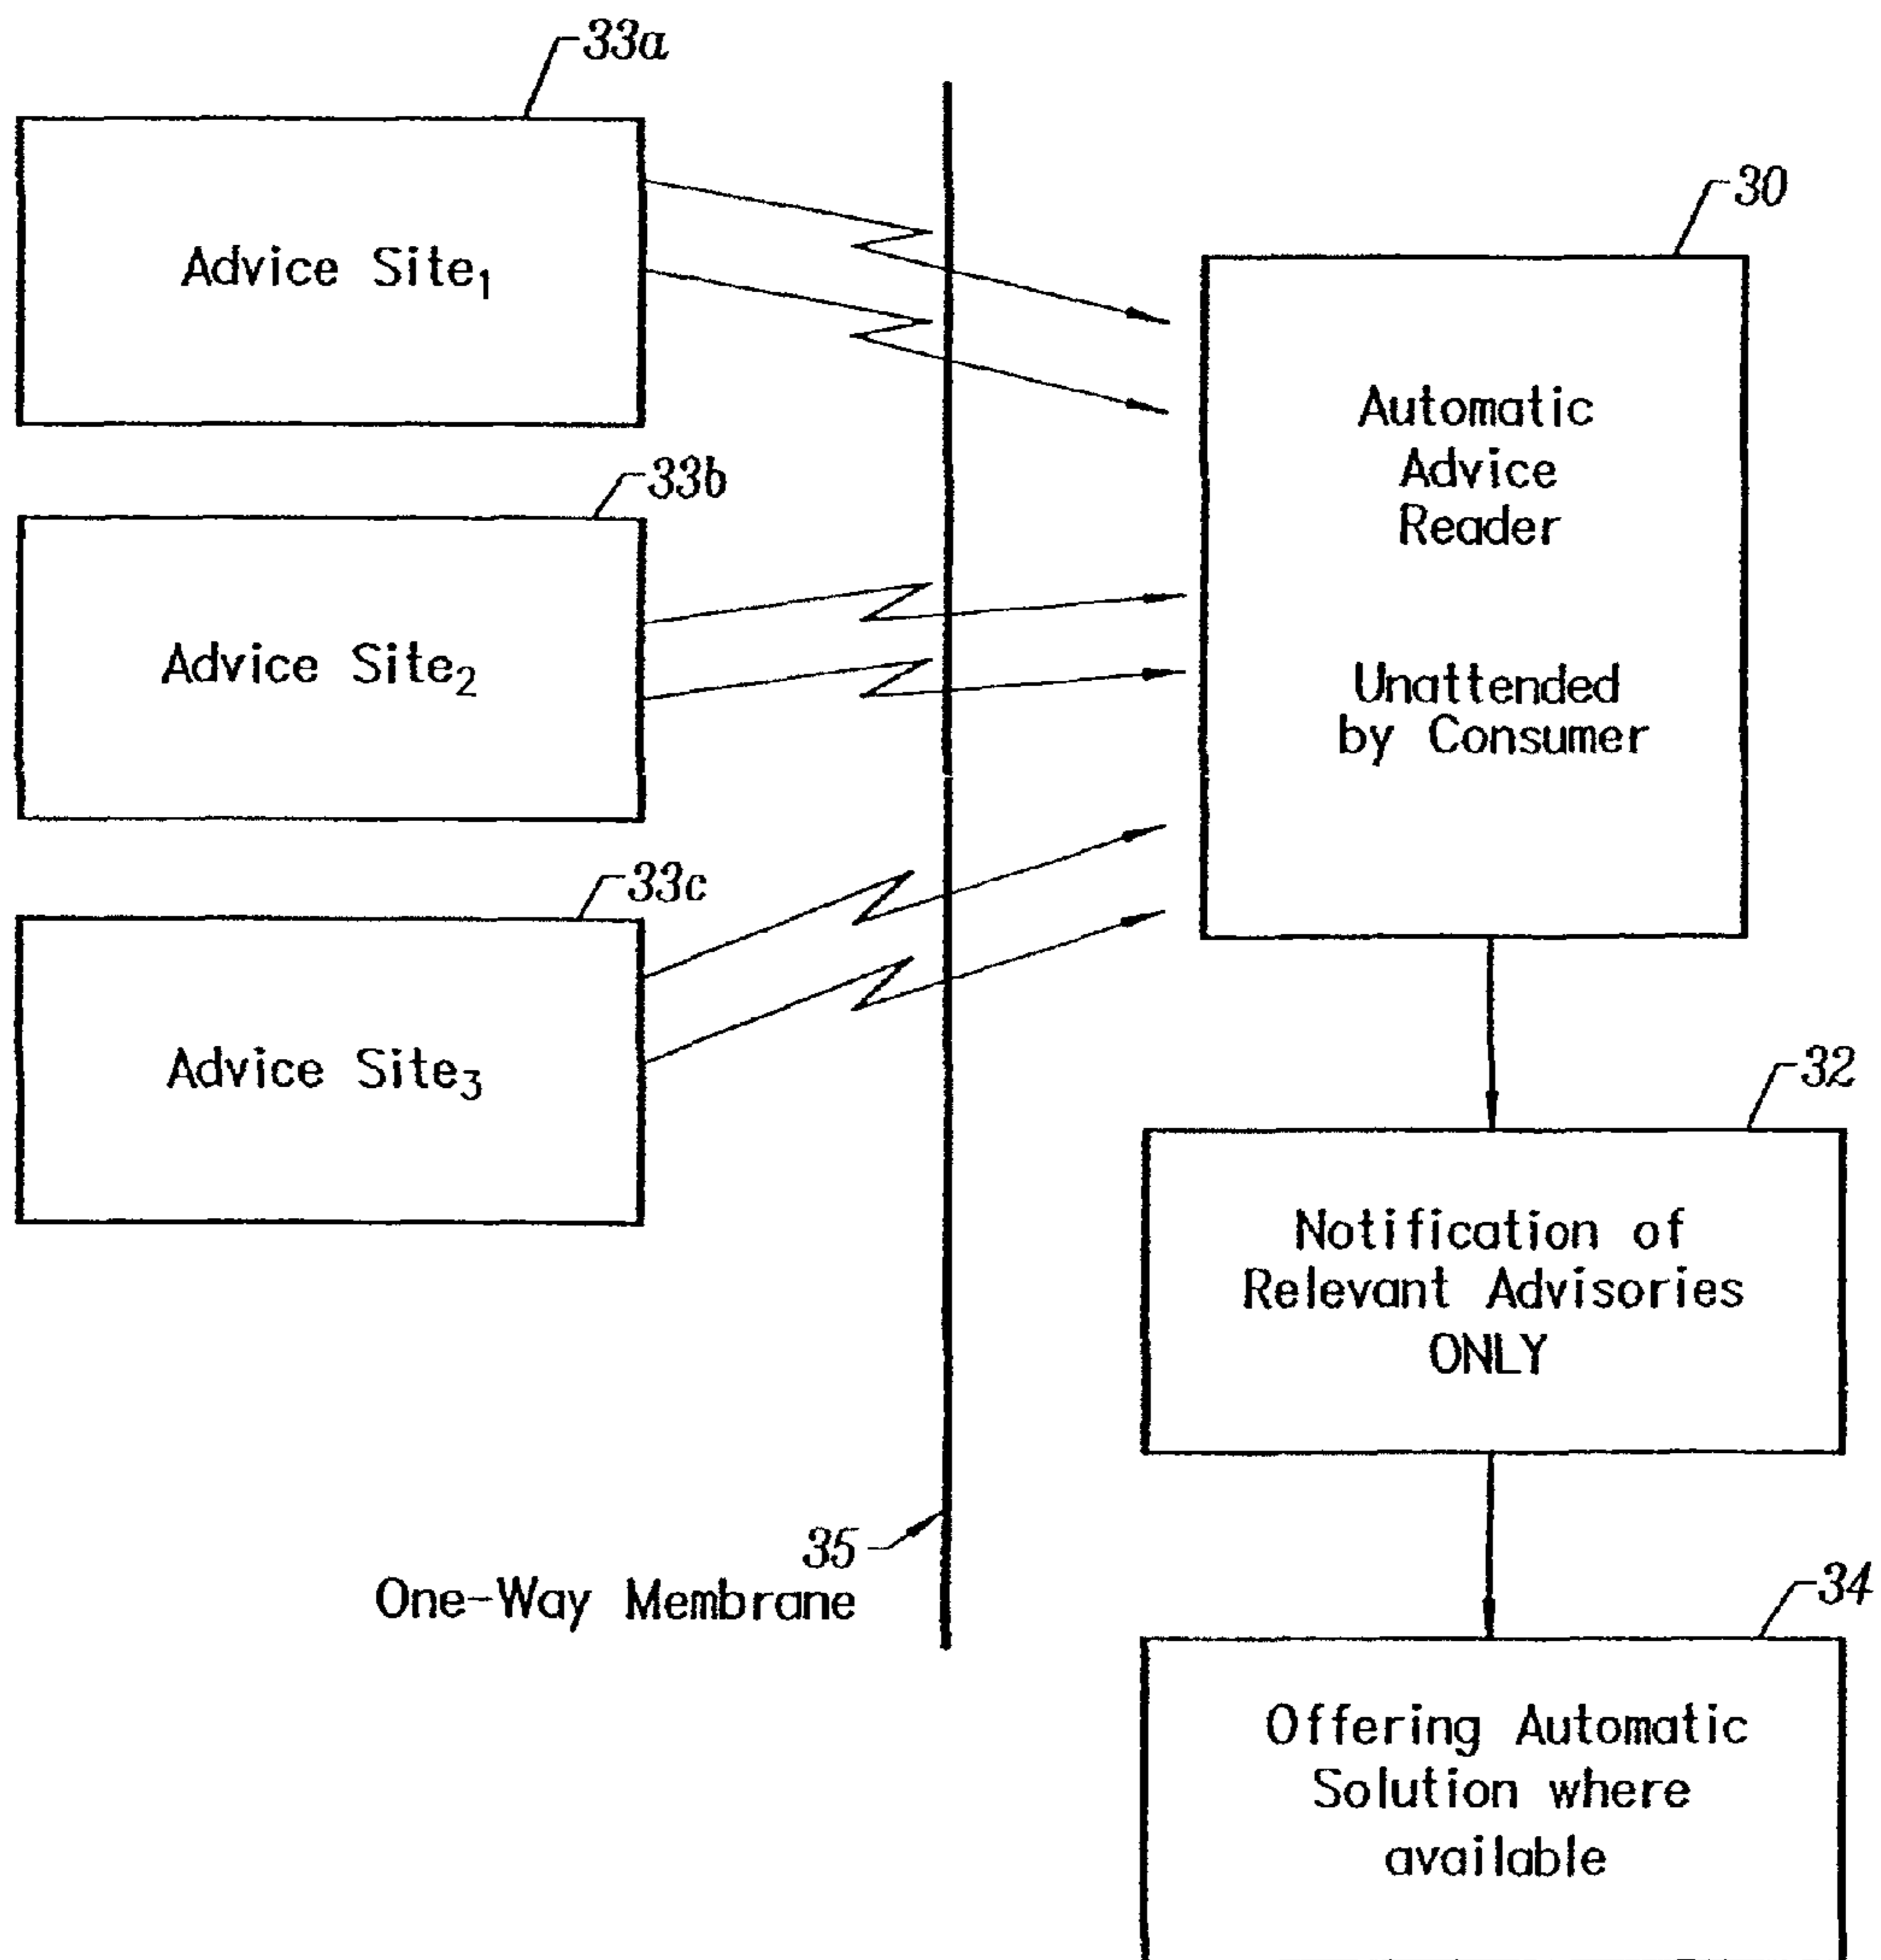 33a
Advice Site₁
33b
Advice Site₂
33c
Advice Site₃
35
One-Way Membrane
30
Automatic
Advice
Reader
Unattended
by Consumer
32
Notification of
Relevant Advisories
ONLY
34
Offering Automatic
Solution where
available